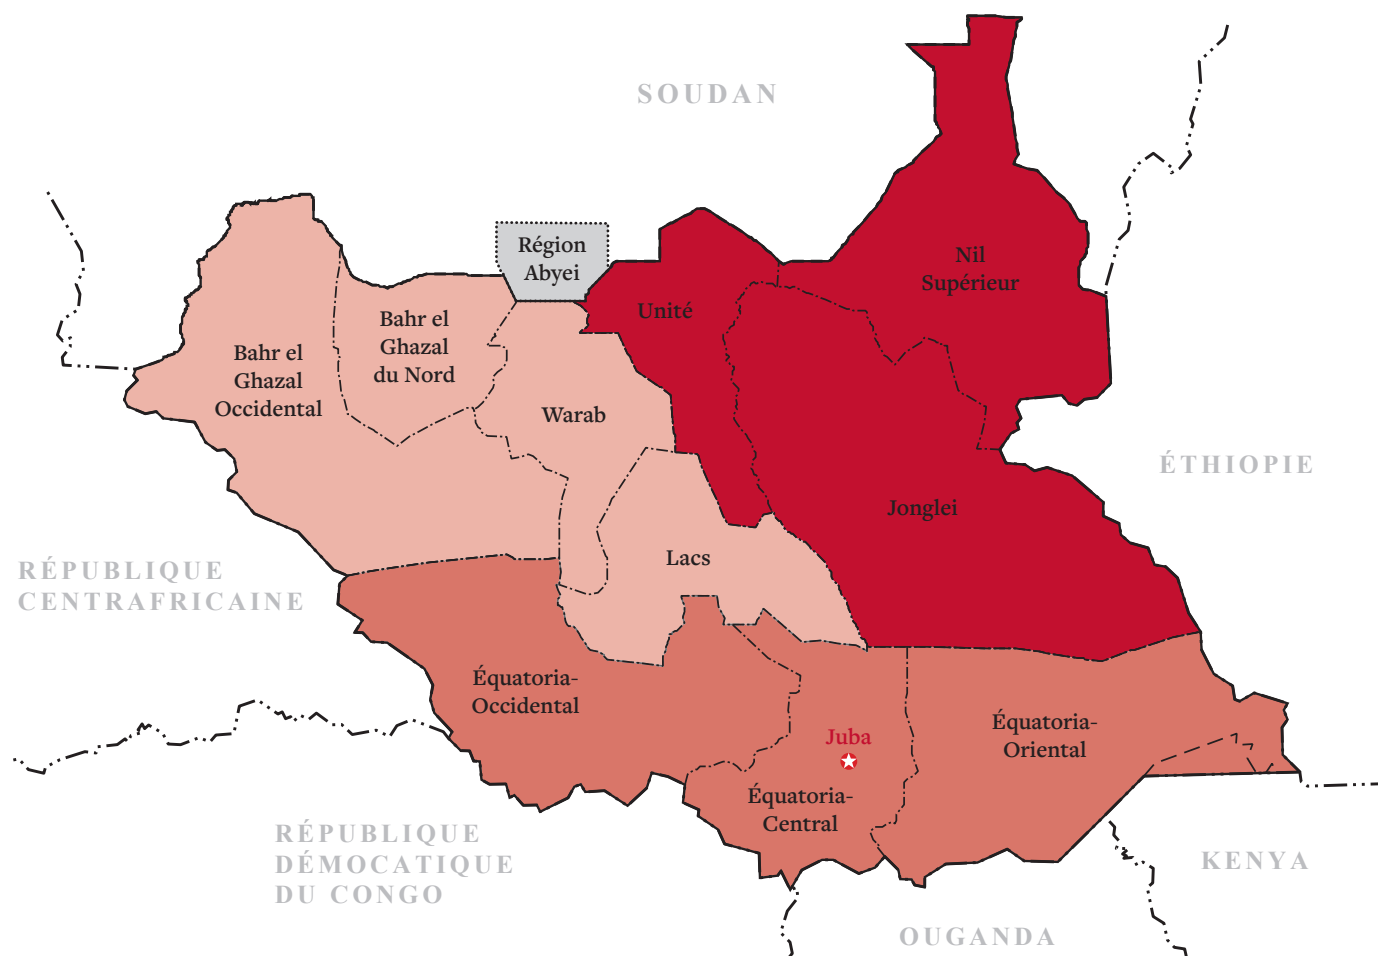 SOUDAN
Région
Abyei
Nil
Supérieur
Unité
Bahr el
Ghazal
du Nord
Bahr el
Ghazal
Occidental
Warab
ÉTHIOPIE
Jonglei
Lacs
RÉPUBLIQUE
CENTRAFRICAINE
Équatoria-
Occidental
Équatoria-
Oriental
Juba
Équatoria-
Central
RÉPUBLIQUE
DÉMOCATIQUE
DU CONGO
KENYA
OUGANDA